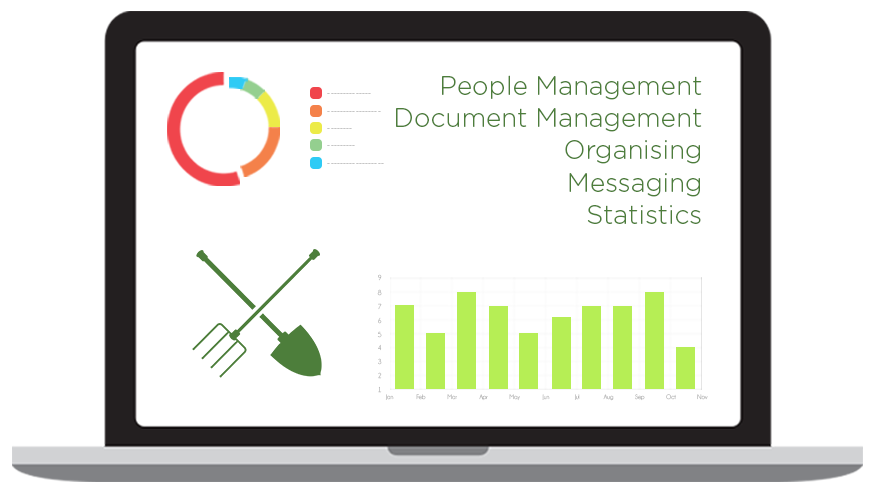 People Management
Document Management
Organising
Messaging
Statistics
9
8
7
6
5
4
3
2
1
Jan Feb Mar Apr May Jun Jul Aug Sep Oct Nov